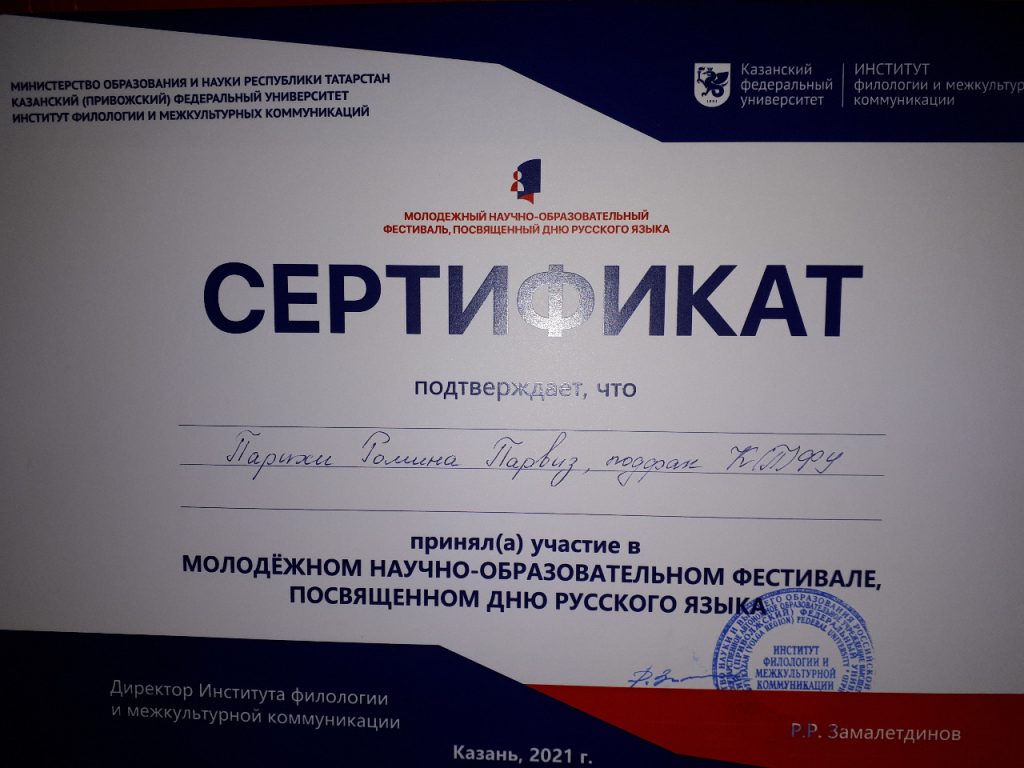 МИНИСТЕРСТВО ОБРАЗОВАНИЯ И НАУКИ РЕСПУБЛИКИ ТАТАРСТАН
КАЗАНСКИЙ (ПРИВОЖСКИЙ) ФЕДЕРАЛЬНЫЙ УНИВЕРСИТЕТ
ИНСТИТУТ ФИЛОЛОГИИ И МЕЖКУЛЬТУРНЫХ КОММУНИКАЦИЙ
Казанский
федеральный
университет
ИНСТИТУТ
филологии и межкультур
коммуникации
МОЛОДЕЖНЫЙ НАУЧНО-ОБРАЗОВАТЕЛЬНЫЙ
ФЕСТИВАЛЬ, ПОСВЯЩЕННЫЙ ДНЮ РУССКОГО ЯЗЫКА
СЕРТИФИКАТ
подтверждает, что
Парихи Ромина Парвиз, подфак К(П)ФУ
принял(а) участие в
МОЛОДЁЖНОМ НАУЧНО-ОБРАЗОВАТЕЛЬНОМ ФЕСТИВАЛЕ,
ПОСВЯЩЕННОМ ДНЮ РУССКОГО ЯЗЫКА
ИНСТИТУТ
ФИЛОЛОГИИ И
МЕЖКУЛЬТУРНОЙ
КОММУНИКАЦИИ
Директор Института филологии
и межкультурной коммуникации
Р.Р. Замалетдинов
Казань, 2021 г.